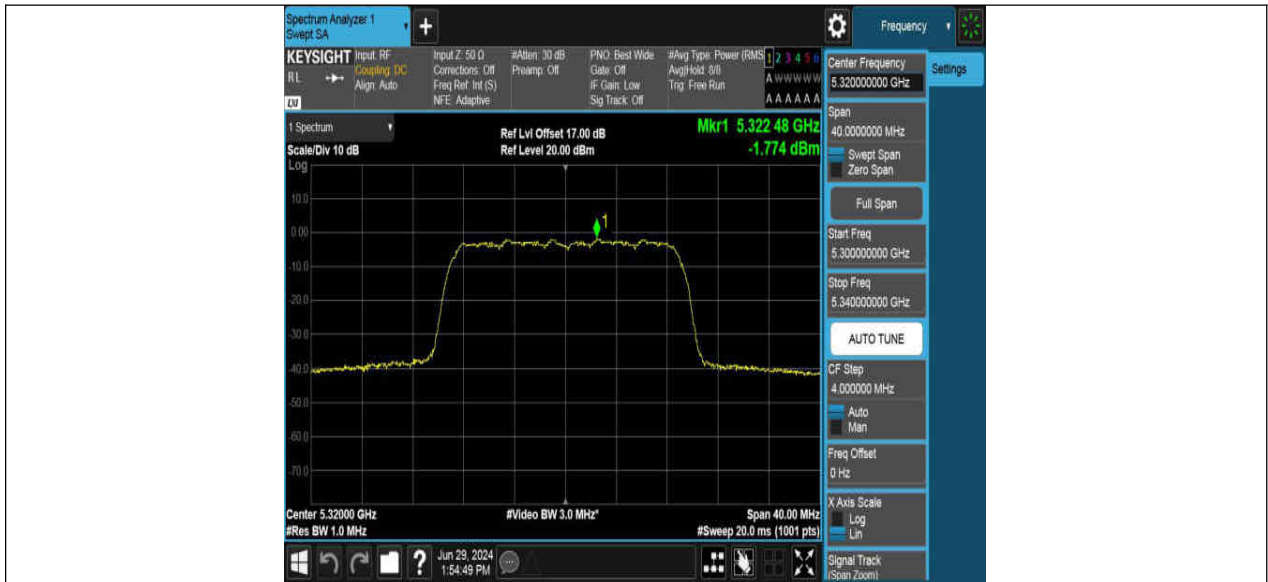 Spectrum Analyzer 1
Swept SA
+
Frequency
KEYSIGHT
RL
LXI
Input: RF
Coupling: DC
Align: Auto
Input Z: 50 Ω
Corrections: Off
Freq Ref: Int (S)
NFE: Adaptive
#Atten: 30 dB
Preamp: Off
PNO: Best Wide
Gate: Off
IF Gain: Low
Sig Track: Off
#Avg Type: Power (RMS
Avg|Hold: 8/8
Trig: Free Run
1 2 3 4 5 6
A W W W W W
A A A A A A
Center Frequency
5.320000000 GHz
Settings
Span
40.0000000 MHz
Swept Span
Zero Span
Full Span
Start Freq
5.300000000 GHz
Stop Freq
5.340000000 GHz
AUTO TUNE
CF Step
4.000000 MHz
Auto
Man
Freq Offset
0 Hz
X Axis Scale
Log
Lin
Signal Track
(Span Zoom)
1 Spectrum
Scale/Div 10 dB
Log
Ref Lvl Offset 17.00 dB
Ref Level 20.00 dBm
Mkr1 5.322 48 GHz
-1.774 dBm
10.0
0.00
-10.0
-20.0
-30.0
-40.0
-50.0
-60.0
-70.0
1
Center 5.32000 GHz
#Res BW 1.0 MHz
#Video BW 3.0 MHz*
Span 40.00 MHz
#Sweep 20.0 ms (1001 pts)
?
Jun 29, 2024
1:54:49 PM